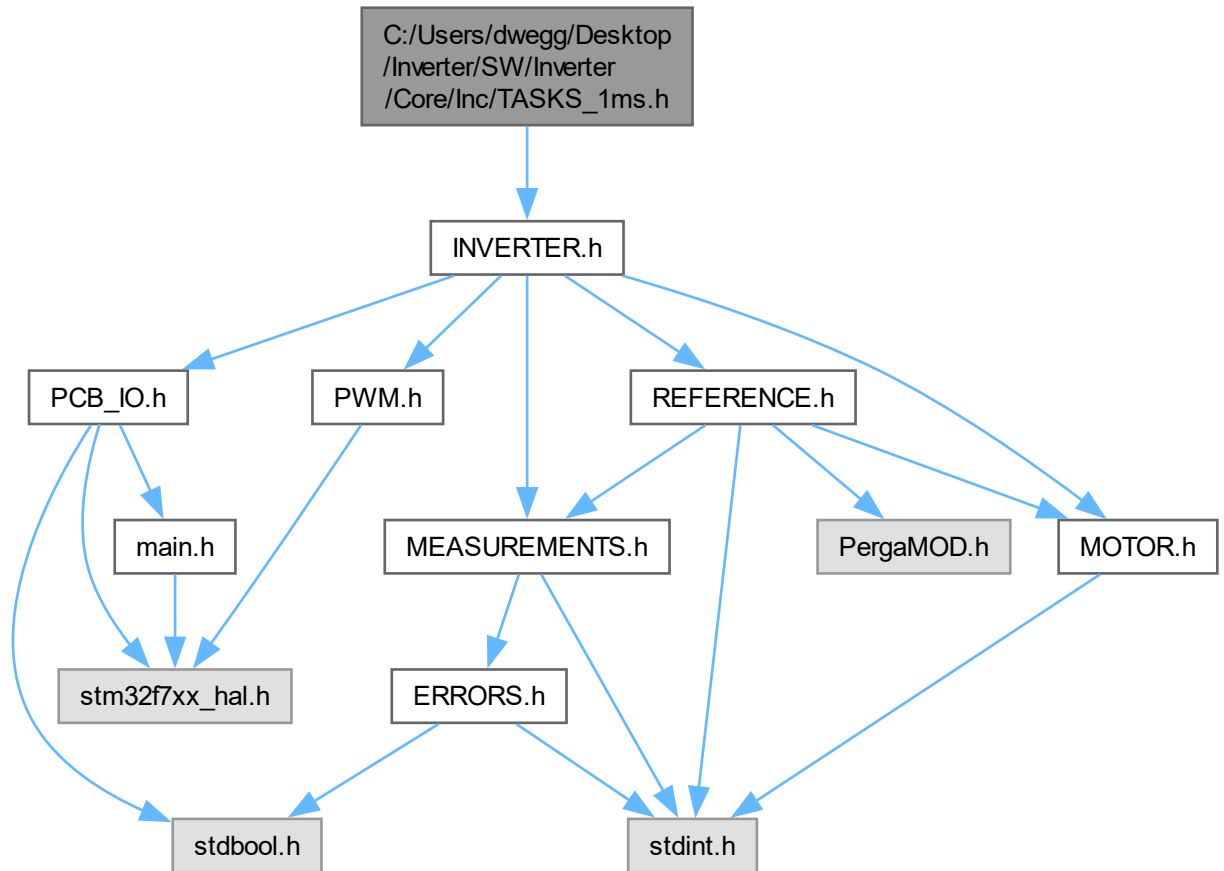 C:/Users/dwegg/Desktop
/Inverter/SW/Inverter
/Core/Inc/TASKS_1ms.h
INVERTER.h
PCB_IO.h
PWM.h
REFERENCE.h
main.h
MEASUREMENTS.h
PergaMOD.h
MOTOR.h
stm32f7xx_hal.h
ERRORS.h
stdbool.h
stdint.h